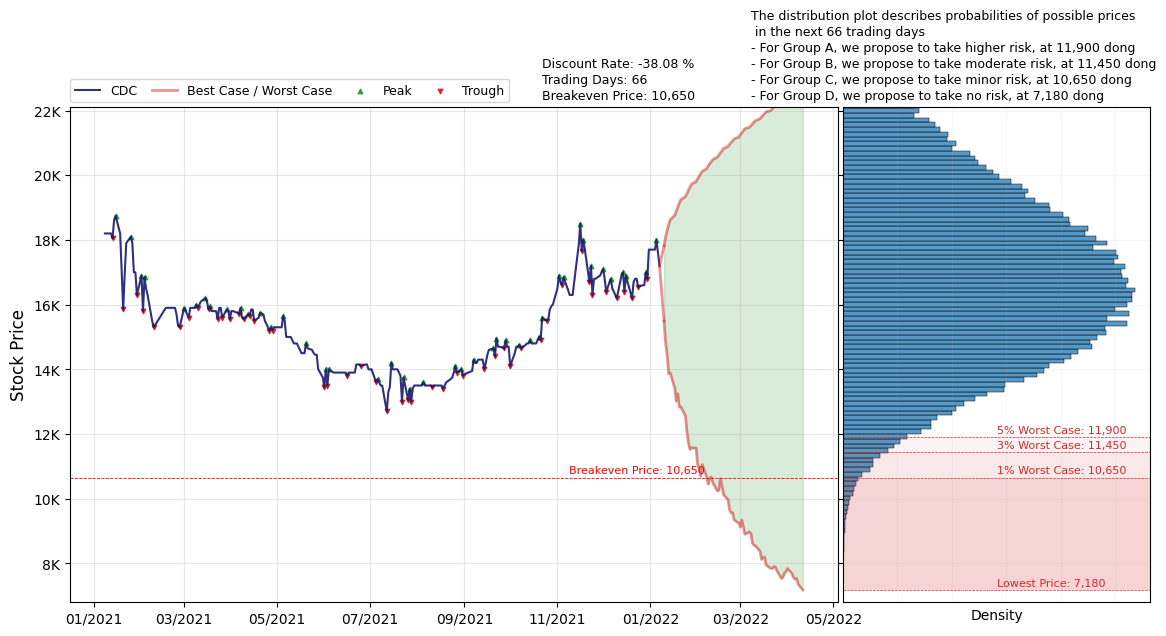 The distribution plot describes probabilities of possible prices
in the next 66 trading days
- For Group A, we propose to take higher risk, at 11,900 dong
- For Group B, we propose to take moderate risk, at 11,450 dong
- For Group C, we propose to take minor risk, at 10,650 dong
- For Group D, we propose to take no risk, at 7,180 dong
Discount Rate: -38.08 %
Trading Days: 66
Breakeven Price: 10,650
CDC
Best Case / Worst Case
Peak
Trough
Stock Price
22K
20K
18K
16K
14K
12K
10K
8K
Breakeven Price: 10,650
01/2021
03/2021
05/2021
07/2021
09/2021
11/2021
01/2022
03/2022
05/2022
5% Worst Case: 11,900
3% Worst Case: 11,450
1% Worst Case: 10,650
Lowest Price: 7,180
Density